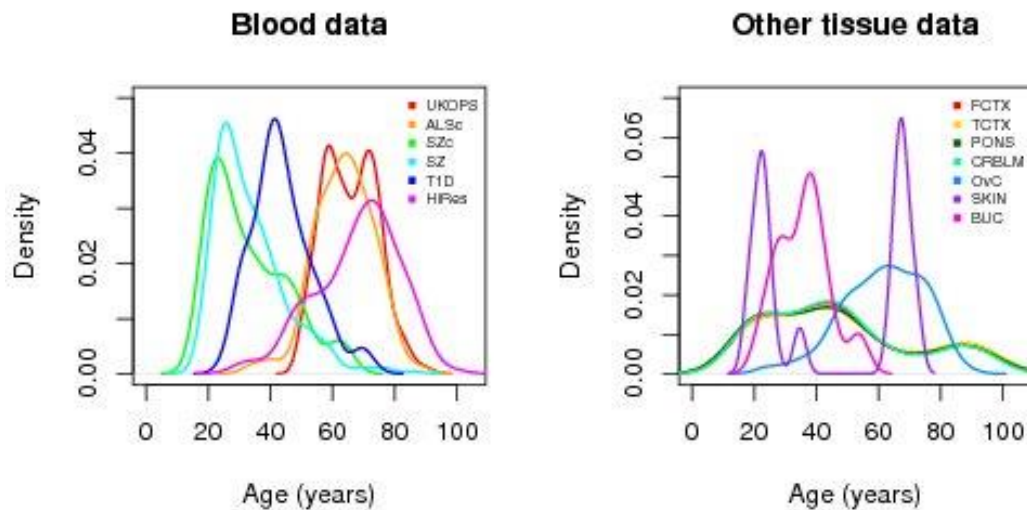 Blood data
Density
0.00 0.02 0.04
UKOPS
ALSc
SZc
SZ
T1D
HIRes
0 20 40 60 80 100
Age (years)
Other tissue data
Density
0.00 0.02 0.04 0.06
FCTX
TCTX
PONS
CRBLM
OvC
SKIN
BUC
0 20 40 60 80 100
Age (years)